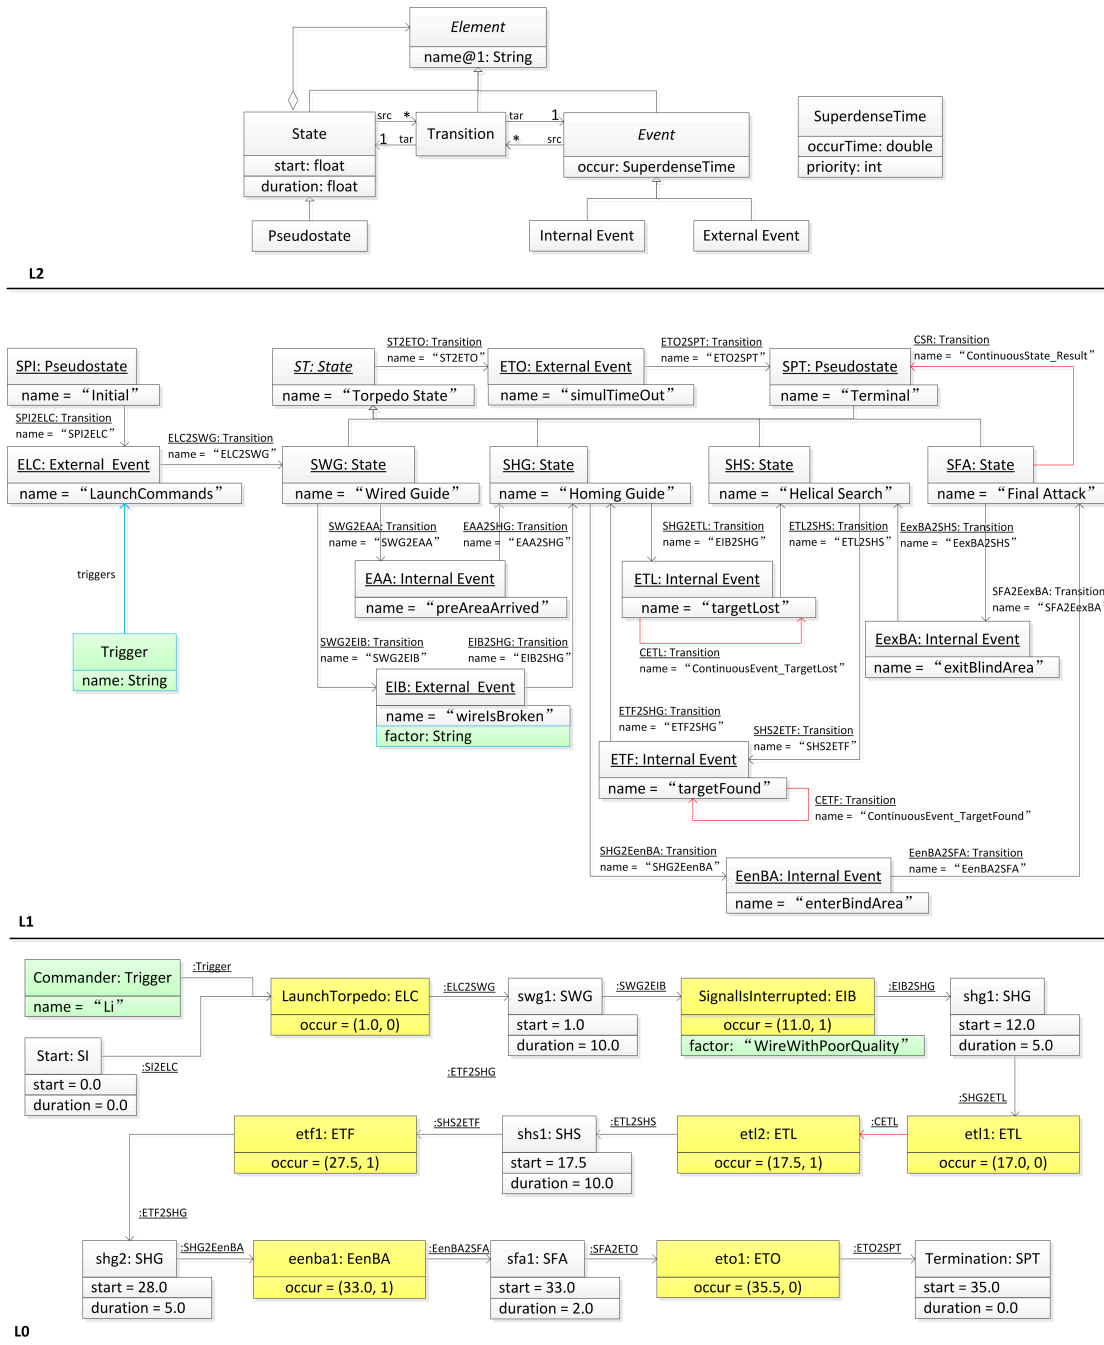 Element
name@1: String
src
*
tar
1
State
Transition
Event
SuperdenseTime
1
tar
*
src
start: float
duration: float
occur: SuperdenseTime
occurTime: double
priority: int
Pseudostate
Internal Event
External Event
L2
SPI: Pseudostate
name = “Initial”
ST: State
name = “Torpedo State”
ST2ETO: Transition
name = “ST2ETO”
ETO: External Event
name = “simulTimeOut”
ETO2SPT: Transition
name = “ETO2SPT”
SPT: Pseudostate
name = “Terminal”
CSR: Transition
name = “ContinuousState_Result”
SPI2ELC: Transition
name = “SPI2ELC”
ELC2SWG: Transition
name = “ELC2SWG”
ELC: External  Event
name = “LaunchCommands”
SWG: State
name = “Wired Guide”
SHG: State
name = “Homing Guide”
SHS: State
name = “Helical Search”
SFA: State
name = “Final Attack”
SWG2EAA: Transition
name = “SWG2EAA”
EAA2SHG: Transition
name = “EAA2SHG”
SHG2ETL: Transition
name = “EIB2SHG”
ETL2SHS: Transition
name = “ETL2SHS”
EexBA2SHS: Transition
name = “EexBA2SHS”
triggers
EAA: Internal Event
name = “preAreaArrived”
ETL: Internal Event
name = “targetLost”
SFA2EexBA: Transition
name = “SFA2EexBA”
Trigger
name: String
SWG2EIB: Transition
name = “SWG2EIB”
EIB2SHG: Transition
name = “EIB2SHG”
CETL: Transition
name = “ContinuousEvent_TargetLost
EexBA: Internal Event
name = “exitBlindArea”
EIB: External  Event
name = “wireIsBroken”
factor: String
ETF2SHG: Transition
name = “ETF2SHG”
SHS2ETF: Transition
name = “SHS2ETF”
ETF: Internal Event
name = “targetFound”
CETF: Transition
name = “ContinuousEvent_TargetFound”
SHG2EenBA: Transition
name = “SHG2EenBA”
EenBA2SFA: Transition
name = “EenBA2SFA”
EenBA: Internal Event
name = “enterBindArea”
L1
Commander: Trigger
name = “Li”
:Trigger
LaunchTorpedo: ELC
occur = (1.0, 0)
:ELC2SWG
swg1: SWG
start = 1.0
duration = 10.0
:SWG2EIB
SignalIsInterrupted: EIB
occur = (11.0, 1)
factor: “WireWithPoorQuality”
:EIB2SHG
shg1: SHG
start = 12.0
duration = 5.0
Start: SI
start = 0.0
duration = 0.0
:SI2ELC
:ETF2SHG
:SHG2ETL
etf1: ETF
occur = (27.5, 1)
:SHS2ETF
shs1: SHS
start = 17.5
duration = 10.0
:ETL2SHS
etl2: ETL
occur = (17.5, 1)
:CETL
etl1: ETL
occur = (17.0, 0)
:ETF2SHG
shg2: SHG
start = 28.0
duration = 5.0
:SHG2EenBA
eenba1: EenBA
occur = (33.0, 1)
:EenBA2SFA
sfa1: SFA
start = 33.0
duration = 2.0
:SFA2ETO
eto1: ETO
occur = (35.5, 0)
:ETO2SPT
Termination: SPT
start = 35.0
duration = 0.0
L0